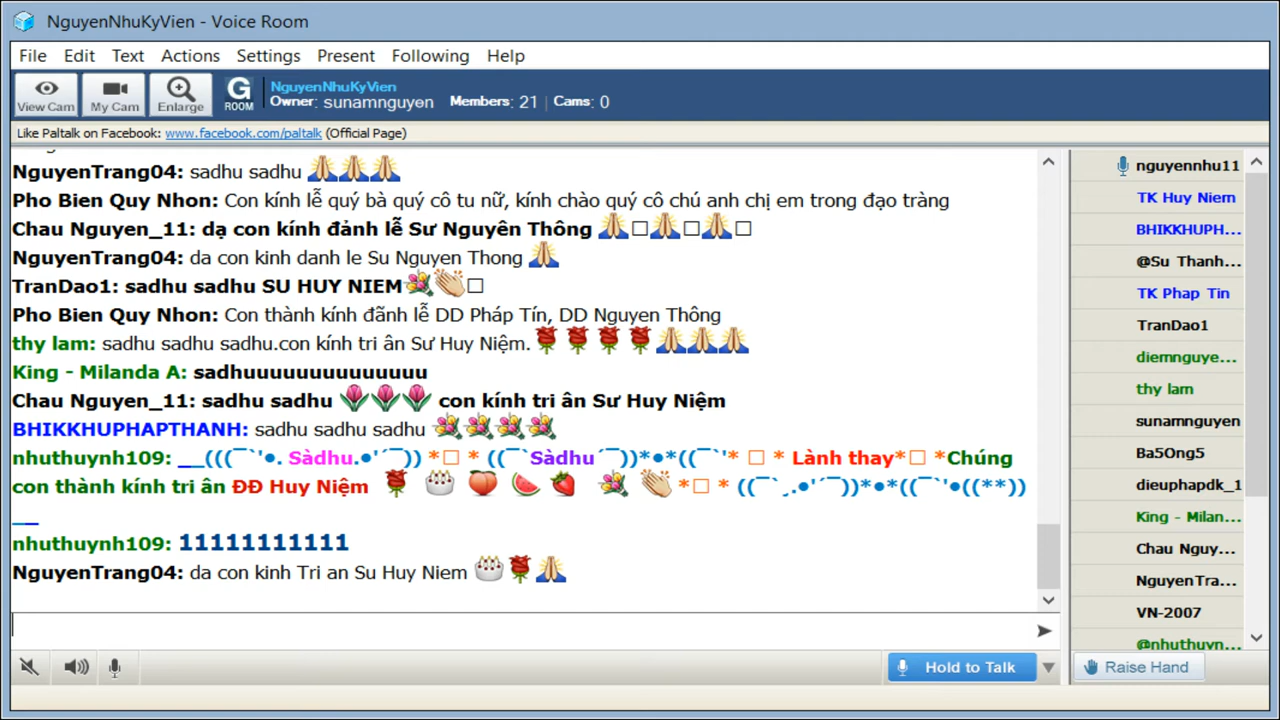 NguyenNhuKyVien - Voice Room
File Edit Text Actions Settings Present Following Help
View Cam My Cam Enlarge G ROOM
NguyenNhuKyVien
Owner: sunamnguyen Members: 21 | Cams: 0
Like Paltalk on Facebook: www.facebook.com/paltalk (Official Page)
NguyenTrang04: sadhu sadhu 🙏🙏🙏
Pho Bien Quy Nhon: Con kính lễ quý bà quý cô tu nữ, kính chào quý cô chú anh chị em trong đạo tràng
Chau Nguyen_11: dạ con kính đảnh lễ Sư Nguyên Thông 🙏□🙏□🙏□
NguyenTrang04: da con kinh danh le Su Nguyen Thong 🙏
TranDao1: sadhu sadhu SU HUY NIEM💐👏□
Pho Bien Quy Nhon: Con thành kính đãnh lễ DD Pháp Tín, DD Nguyen Thông
thy lam: sadhu sadhu sadhu.con kính tri ân Sư Huy Niệm.🌹🌹🌹🌹🙏🙏🙏
King - Milanda A: sadhuuuuuuuuuuuuuu
Chau Nguyen_11: sadhu sadhu 🌷🌷🌷 con kính tri ân Sư Huy Niệm
BHIKKHUPHAPTHANH: sadhu sadhu sadhu 💐💐💐💐
nhuthuynh109: __(((¯`'•. Sàdhu.•'´¯)) *□ * ((¯`Sàdhu´¯))*•*((¯`'* □ * Lành thay*□ *Chúng
con thành kính tri ân ĐĐ Huy Niệm 🌹 🎂 🍑 🍉 🍓 💐 👏 *□ * ((¯`¸.•'´¯))*•*((¯`'•((**))
__
nhuthuynh109: 11111111111
NguyenTrang04: da con kinh Tri an Su Huy Niem 🎂🌹🙏
Hold to Talk
nguyennhu11
TK Huy Niem
BHIKKHUPH...
@Su Thanh...
TK Phap Tin
TranDao1
diemnguye...
thy lam
sunamnguyen
Ba5Ong5
dieuphapdk_1
King - Milan...
Chau Nguy...
NguyenTra...
VN-2007
@nhuthuyn...
Raise Hand